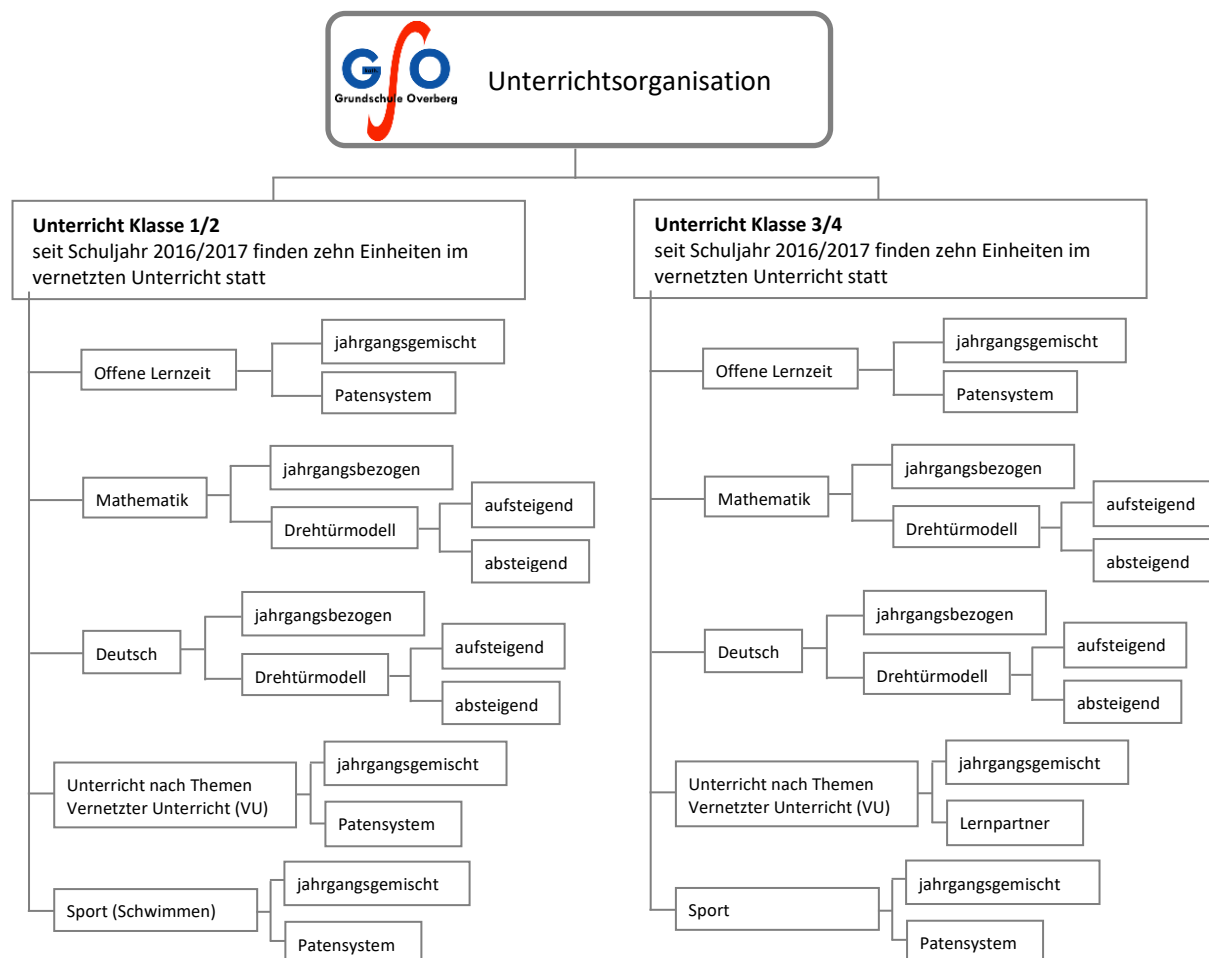 GSO
kath.
Grundschule Overberg
Unterrichtsorganisation
Unterricht Klasse 1/2
seit Schuljahr 2016/2017 finden zehn Einheiten im
vernetzten Unterricht statt
Offene Lernzeit
jahrgangsgemischt
Patensystem
Mathematik
jahrgangsbezogen
Drehtürmodell
aufsteigend
absteigend
Deutsch
jahrgangsbezogen
Drehtürmodell
aufsteigend
absteigend
Unterricht nach Themen
Vernetzter Unterricht (VU)
jahrgangsgemischt
Patensystem
Sport (Schwimmen)
jahrgangsgemischt
Patensystem
Unterricht Klasse 3/4
seit Schuljahr 2016/2017 finden zehn Einheiten im
vernetzten Unterricht statt
Offene Lernzeit
jahrgangsgemischt
Patensystem
Mathematik
jahrgangsbezogen
Drehtürmodell
aufsteigend
absteigend
Deutsch
jahrgangsbezogen
Drehtürmodell
aufsteigend
absteigend
Unterricht nach Themen
Vernetzter Unterricht (VU)
jahrgangsgemischt
Lernpartner
Sport
jahrgangsgemischt
Patensystem